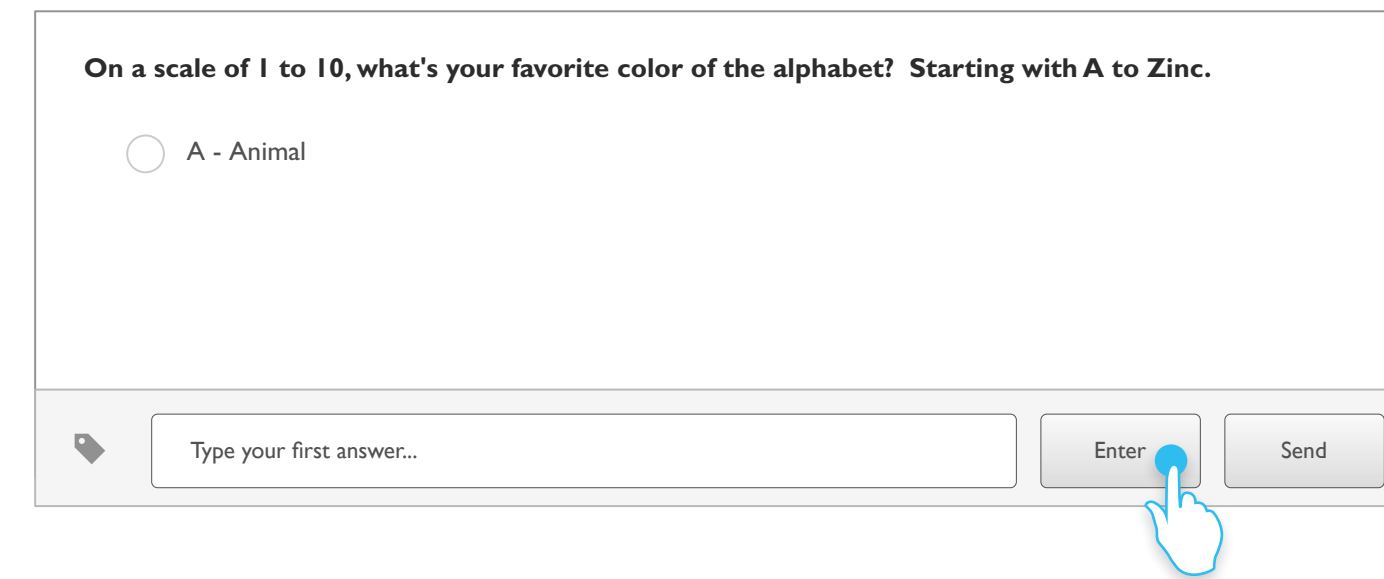 On a scale of 1 to 10, what's your favorite color of the alphabet?  Starting with A to Zinc.
A - Animal
Type your first answer...
Enter
Send